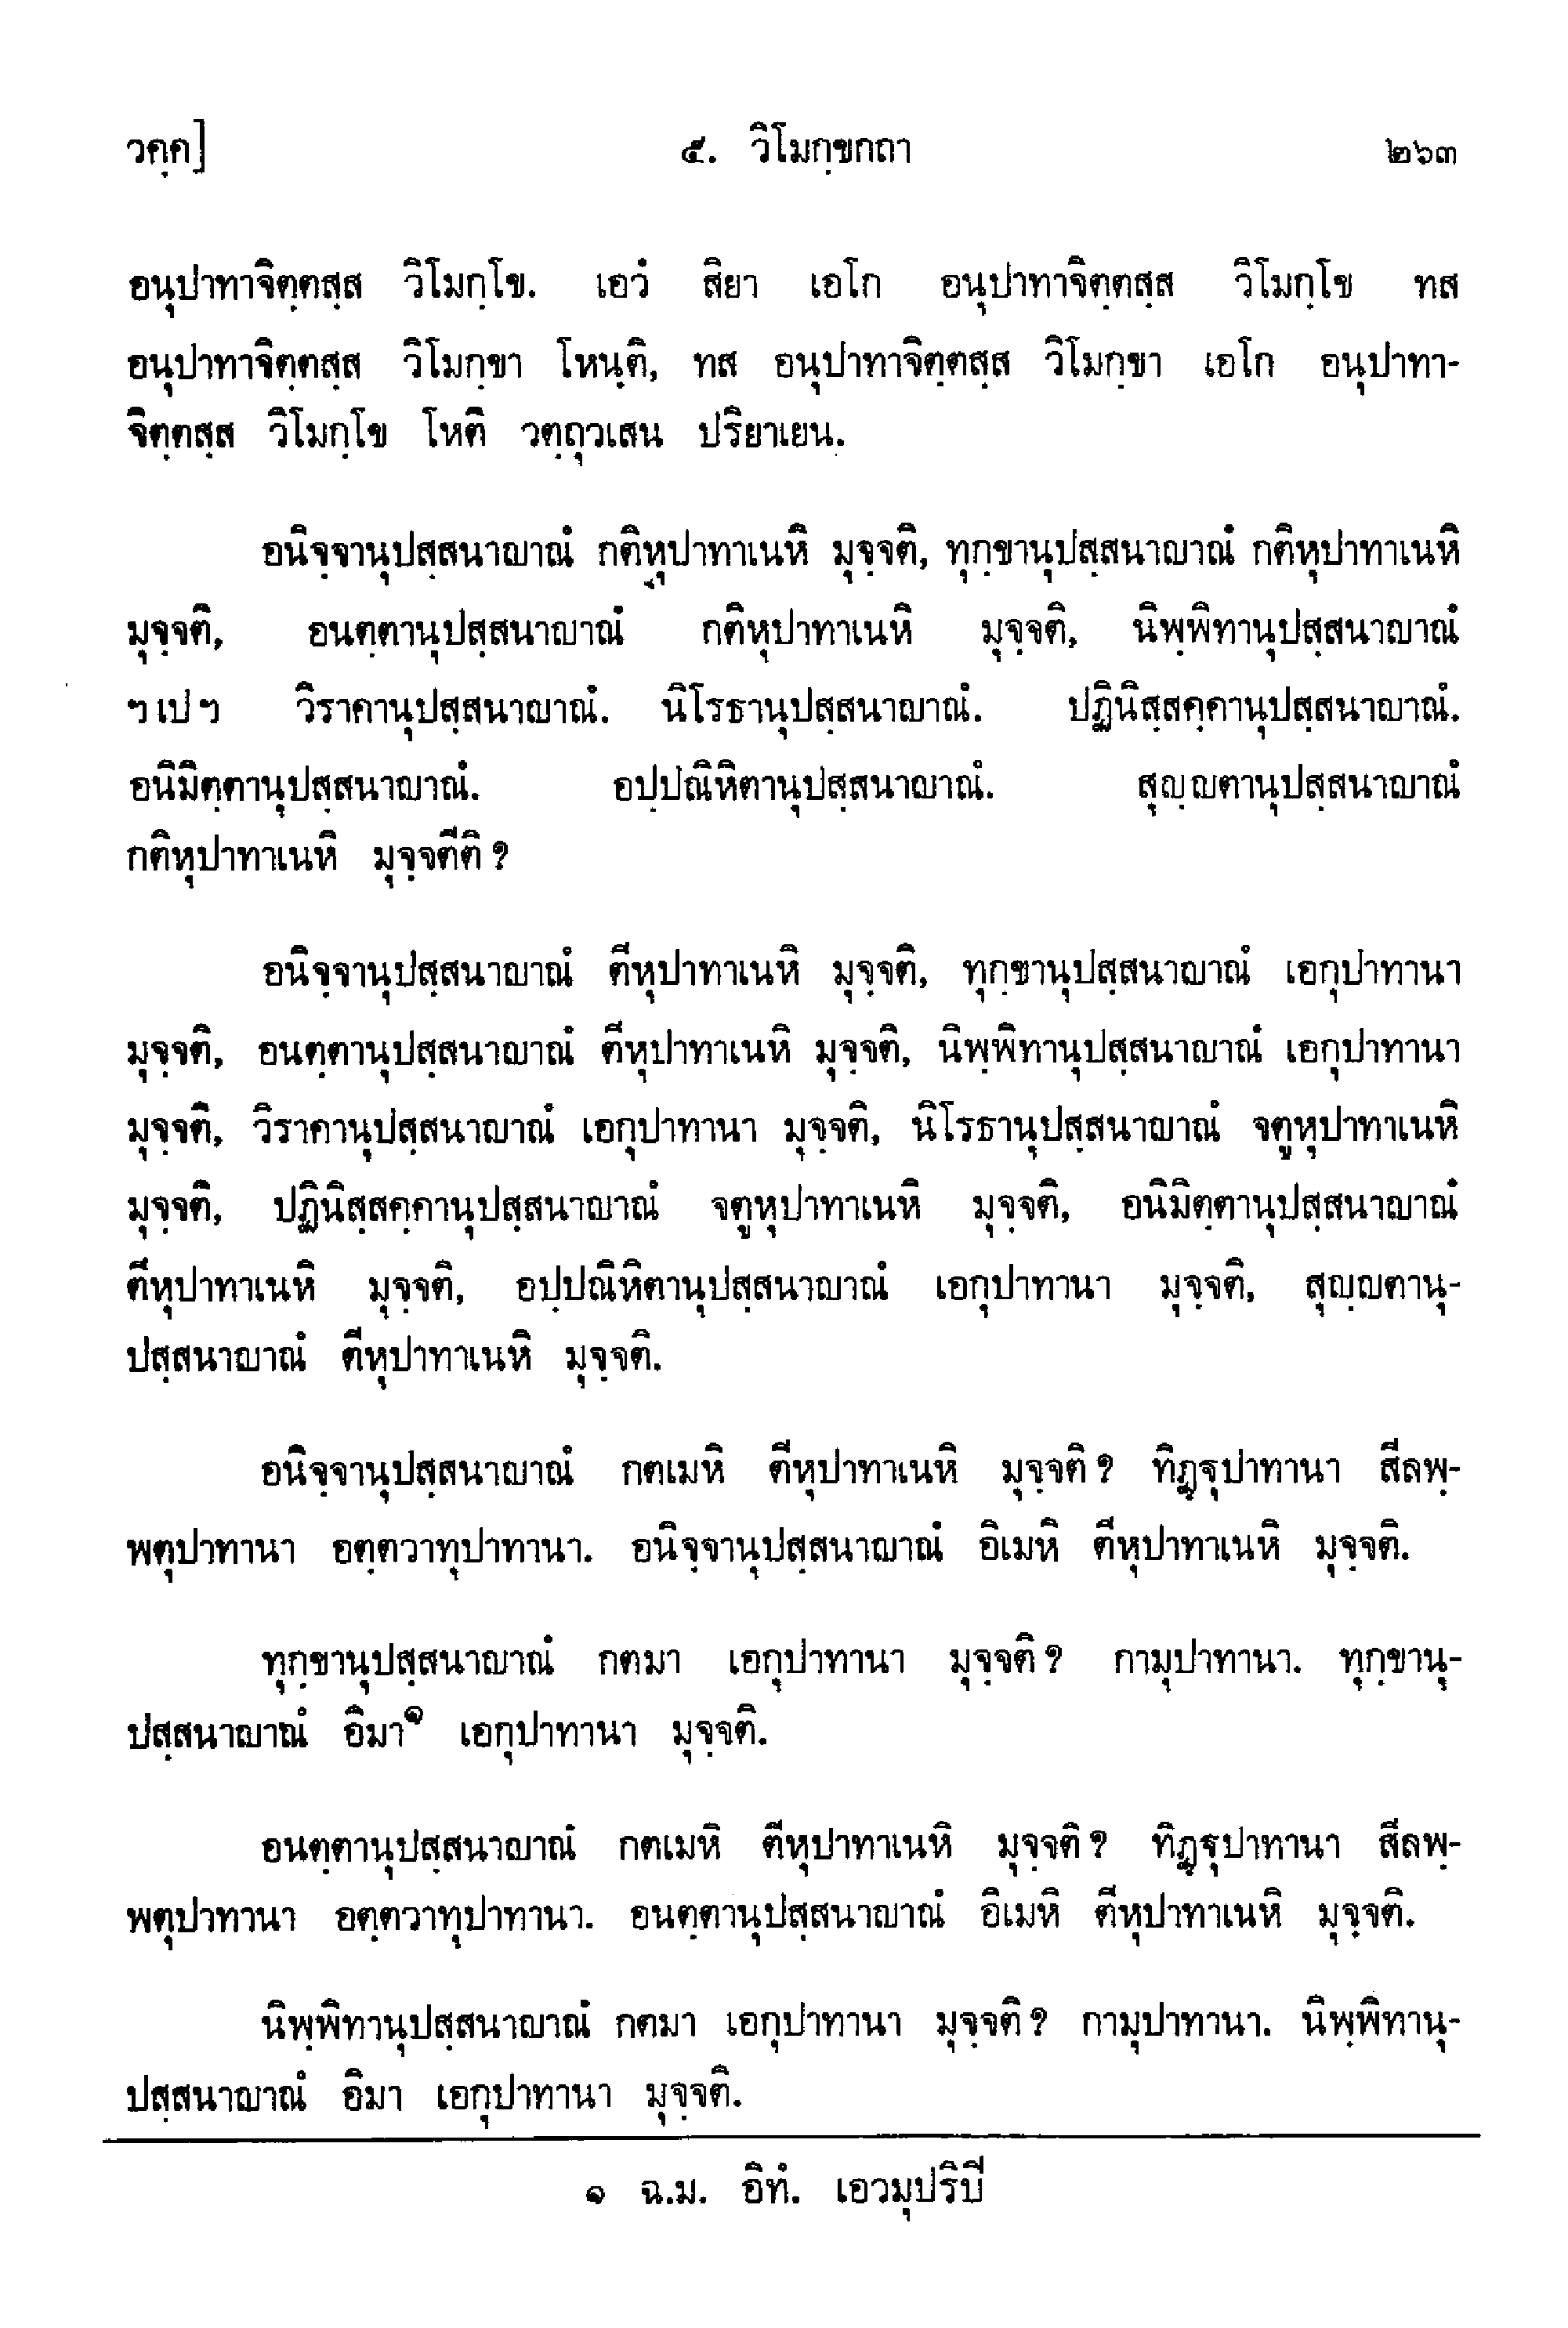 วคฺค]	๕. วิโมกฺขกถา	๒๖๓
อนุปาทาจิตฺตสฺส วิโมกฺโข. เอวํ สิยา เอโก อนุปาทาจิตฺตสฺส วิโมกฺโข ทส
อนุปาทาจิตฺตสฺส วิโมกฺขา โหนฺติ, ทส อนุปาทาจิตฺตสฺส วิโมกฺขา เอโก อนุปาทา-
จิตฺตสฺส วิโมกฺโข โหติ วตฺถุวเสน ปริยาเยน.
อนิจฺจานุปสฺสนาญาณํ กติหุปาทาเนหิ มุจฺจติ, ทุกฺขานุปสฺสนาญาณํ กติหุปาทาเนหิ
มุจฺจติ, อนตฺตานุปสฺสนาญาณํ กติหุปาทาเนหิ มุจฺจติ, นิพฺพิทานุปสฺสนาญาณํ
ฯเปฯ วิราคานุปสฺสนาญาณํ. นิโรธานุปสฺสนาญาณํ. ปฏินิสฺสคฺคานุปสฺสนาญาณํ.
อนิมิตฺตานุปสฺสนาญาณํ. อปฺปณิหิตานุปสฺสนาญาณํ. สุญฺญตานุปสฺสนาญาณํ
กติหุปาทาเนหิ มุจฺจตีติ ?
อนิจฺจานุปสฺสนาญาณํ ตีหุปาทาเนหิ มุจฺจติ, ทุกฺขานุปสฺสนาญาณํ เอกุปาทานา
มุจฺจติ, อนตฺตานุปสฺสนาญาณํ ตีหุปาทาเนหิ มุจฺจติ, นิพฺพิทานุปสฺสนาญาณํ เอกุปาทานา
มุจฺจติ, วิราคานุปสฺสนาญาณํ เอกุปาทานา มุจฺจติ, นิโรธานุปสฺสนาญาณํ จตูหุปาทาเนหิ
มุจฺจติ, ปฏินิสฺสคฺคานุปสฺสนาญาณํ จตูหุปาทาเนหิ มุจฺจติ, อนิมิตฺตานุปสฺสนาญาณํ
ตีหุปาทาเนหิ มุจฺจติ, อปฺปณิหิตานุปสฺสนาญาณํ เอกุปาทานา มุจฺจติ, สุญฺญตานุ-
ปสฺสนาญาณํ ตีหุปาทาเนหิ มุจฺจติ.
อนิจฺจานุปสฺสนาญาณํ กตเมหิ ตีหุปาทาเนหิ มุจฺจติ ? ทิฏฺฐุปาทานา สีลพฺ-
พตุปาทานา อตฺตวาทุปาทานา. อนิจฺจานุปสฺสนาญาณํ อิเมหิ ตีหุปาทาเนหิ มุจฺจติ.
ทุกฺขานุปสฺสนาญาณํ กตมา เอกุปาทานา มุจฺจติ ? กามุปาทานา. ทุกฺขานุ-
ปสฺสนาญาณํ อิมา๑ เอกุปาทานา มุจฺจติ.
อนตฺตานุปสฺสนาญาณํ กตเมหิ ตีหุปาทาเนหิ มุจฺจติ ? ทิฏฺฐุปาทานา สีลพฺ-
พตุปาทานา อตฺตวาทุปาทานา. อนตฺตานุปสฺสนาญาณํ อิเมหิ ตีหุปาทาเนหิ มุจฺจติ.
นิพฺพิทานุปสฺสนาญาณํ กตมา เอกุปาทานา มุจฺจติ ? กามุปาทานา. นิพฺพิทานุ-
ปสฺสนาญาณํ อิมา เอกุปาทานา มุจฺจติ.
๑ ฉ.ม. อิทํ. เอวมุปริปี